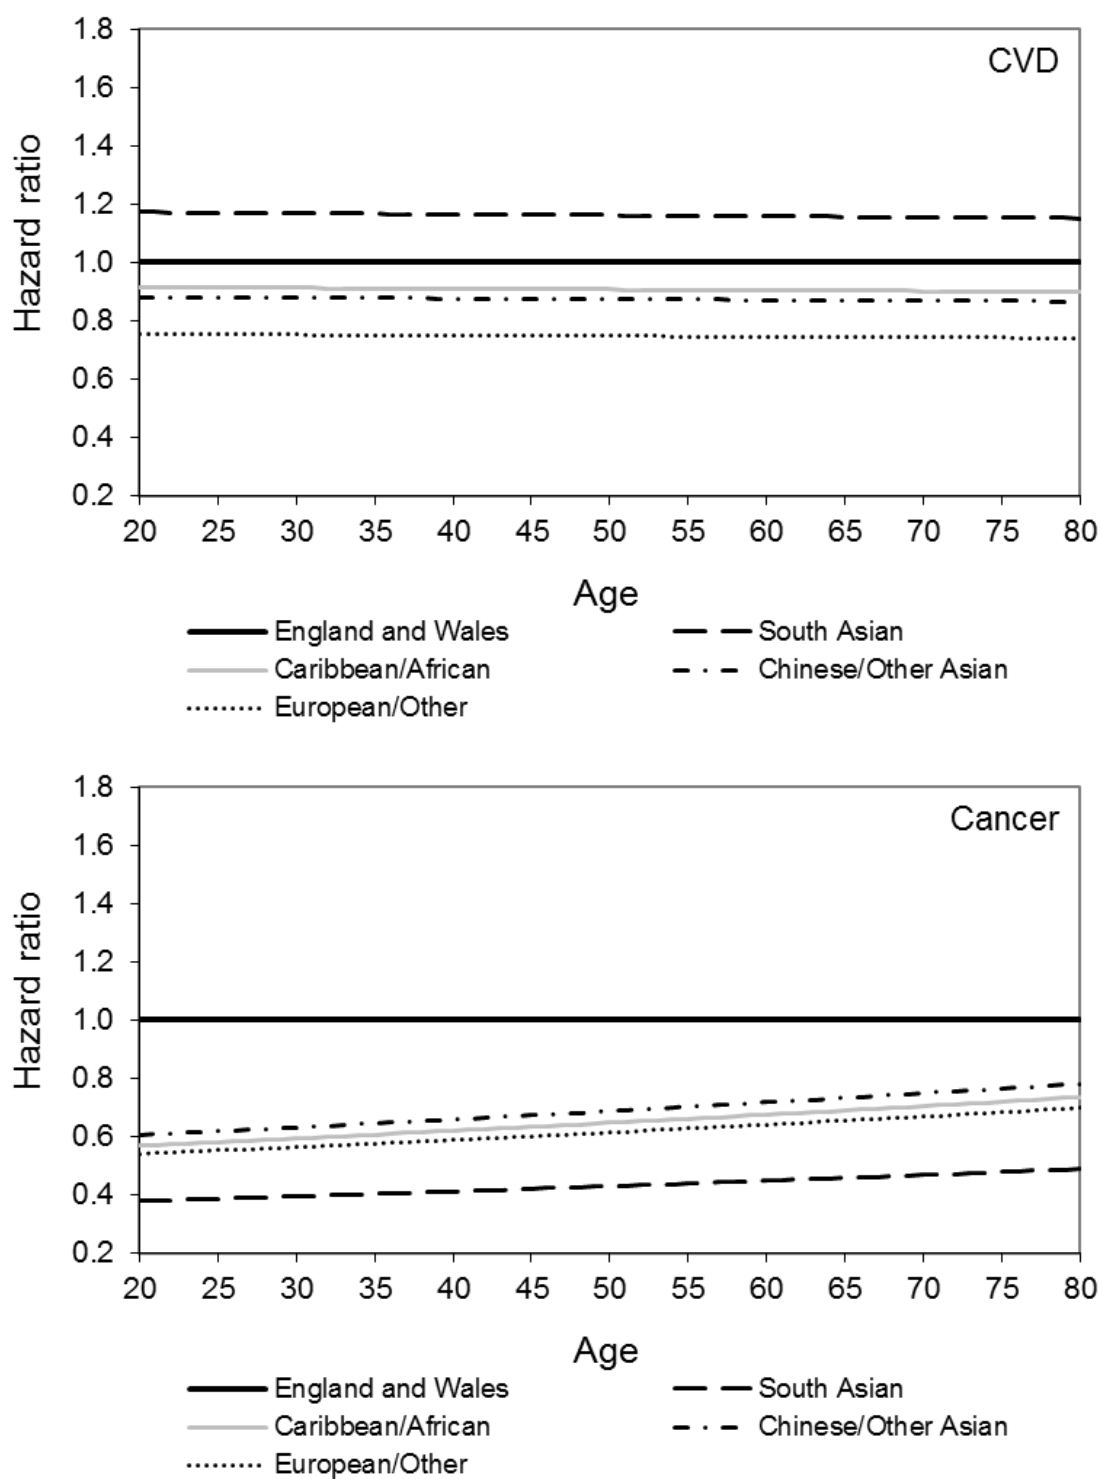 CVD
Hazard ratio
1.8
1.6
1.4
1.2
1.0
0.8
0.6
0.4
0.2
20 25 30 35 40 45 50 55 60 65 70 75 80
Age
England and Wales South Asian
Caribbean/African Chinese/Other Asian
European/Other
Cancer
Hazard ratio
1.8
1.6
1.4
1.2
1.0
0.8
0.6
0.4
0.2
20 25 30 35 40 45 50 55 60 65 70 75 80
Age
England and Wales South Asian
Caribbean/African Chinese/Other Asian
European/Other